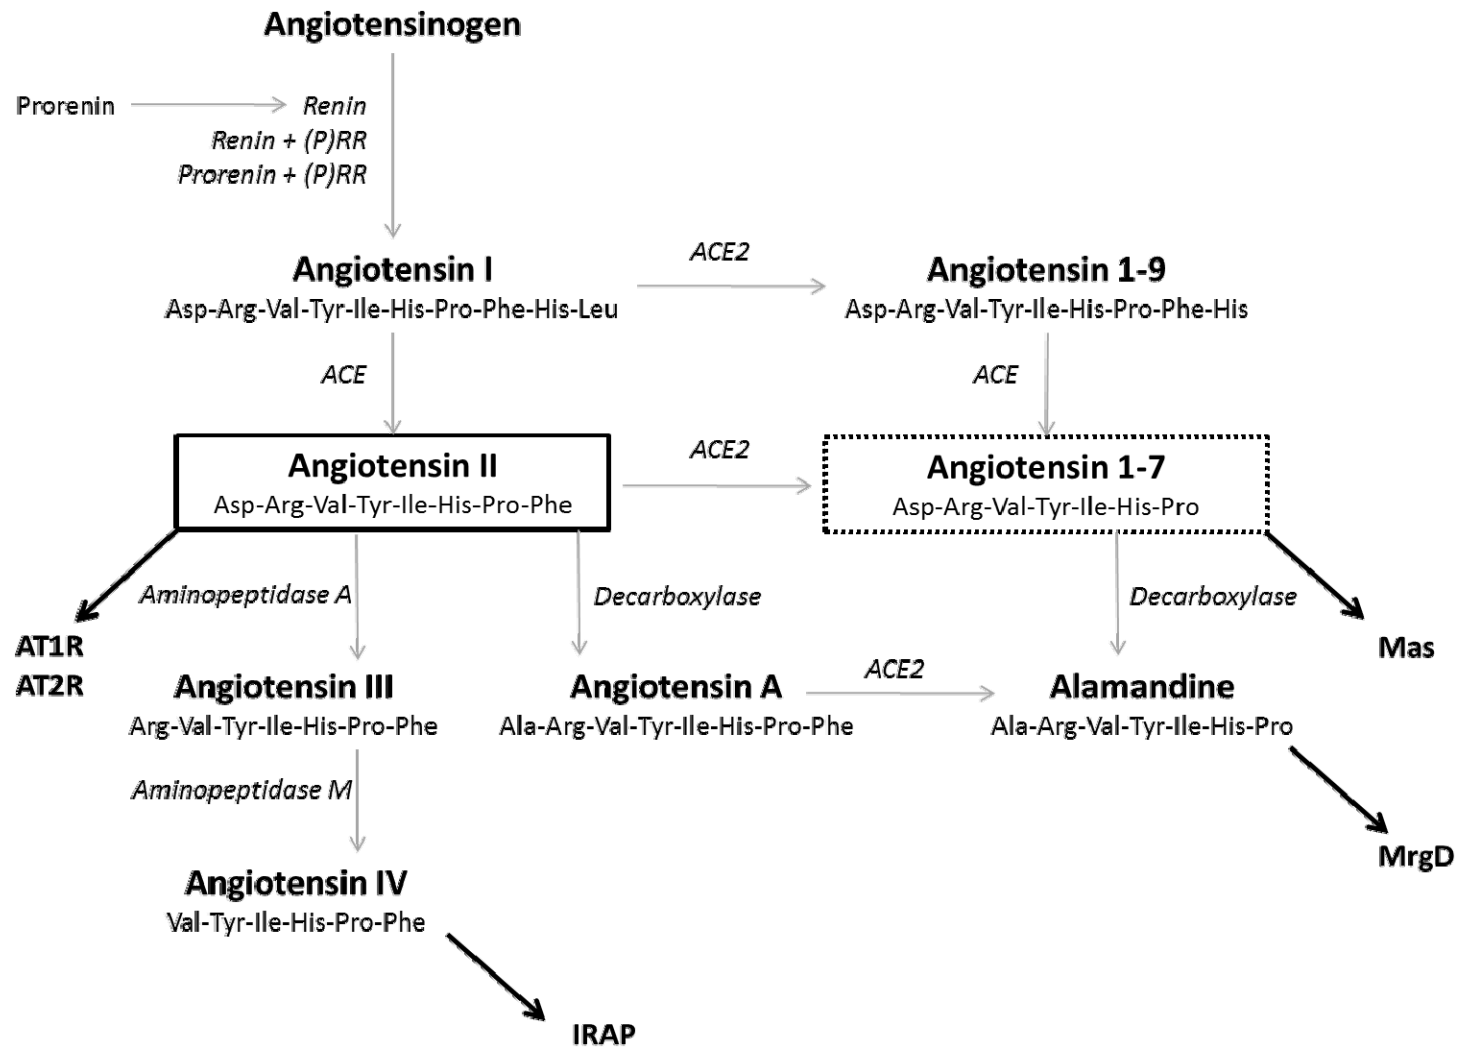 Angiotensinogen
Prorenin
Renin
Renin + (P)RR
Prorenin + (P)RR
ACE2
Angiotensin I
Asp-Arg-Val-Tyr-Ile-His-Pro-Phe-His-Leu
Angiotensin 1-9
Asp-Arg-Val-Tyr-Ile-His-Pro-Phe-His
ACE
ACE
ACE2
Angiotensin II
Asp-Arg-Val-Tyr-Ile-His-Pro-Phe
Angiotensin 1-7
Asp-Arg-Val-Tyr-Ile-His-Pro
Aminopeptidase A
Decarboxylase
Decarboxylase
AT1R
AT2R
Mas
ACE2
Angiotensin III
Arg-Val-Tyr-Ile-His-Pro-Phe
Angiotensin A
Ala-Arg-Val-Tyr-Ile-His-Pro-Phe
Alamandine
Ala-Arg-Val-Tyr-Ile-His-Pro
Aminopeptidase M
MrgD
Angiotensin IV
Val-Tyr-Ile-His-Pro-Phe
IRAP